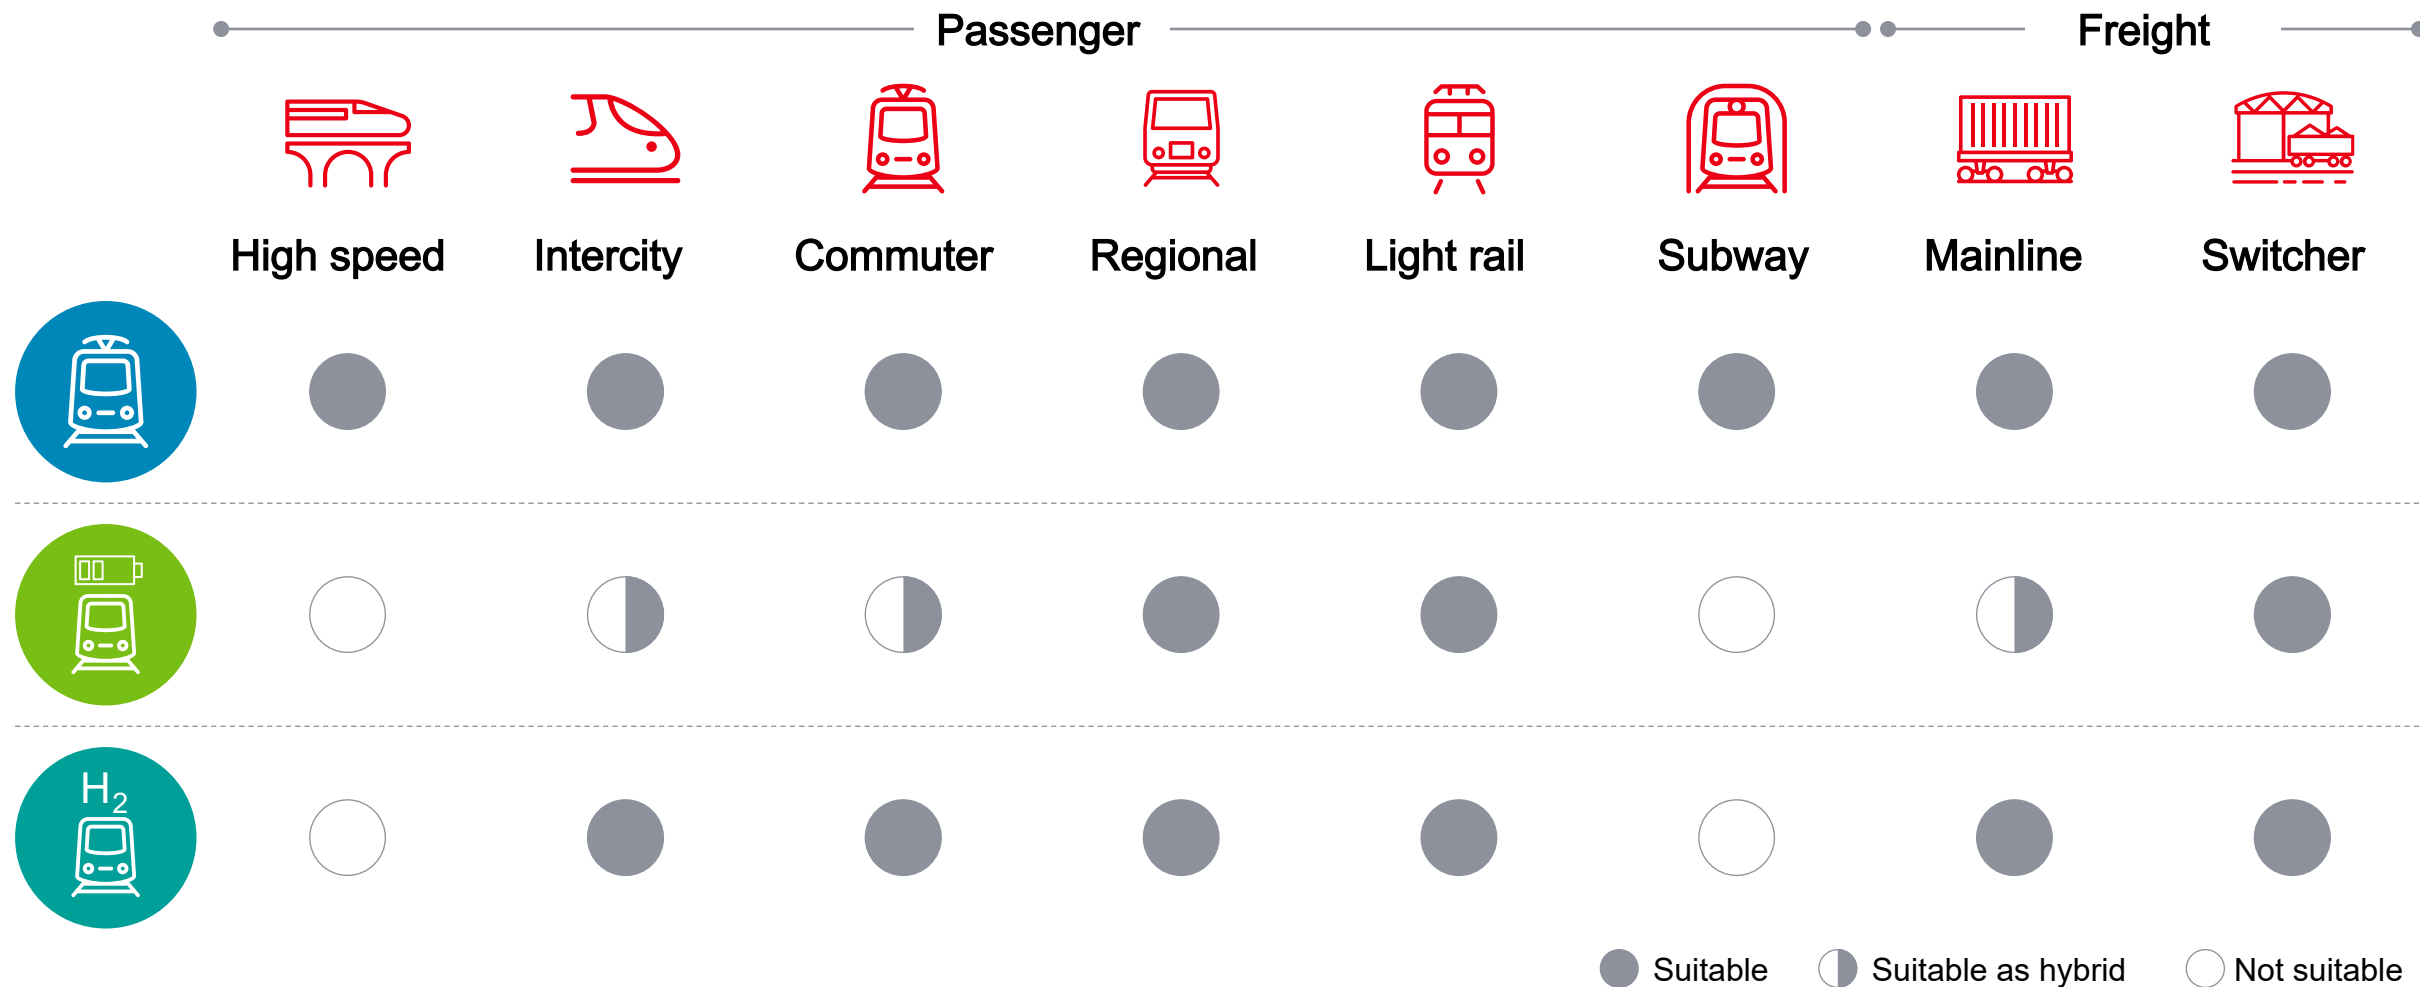 Passenger Freight
High speed Intercity Commuter Regional Light rail Subway Mainline Switcher
H2
Suitable Suitable as hybrid Not suitable